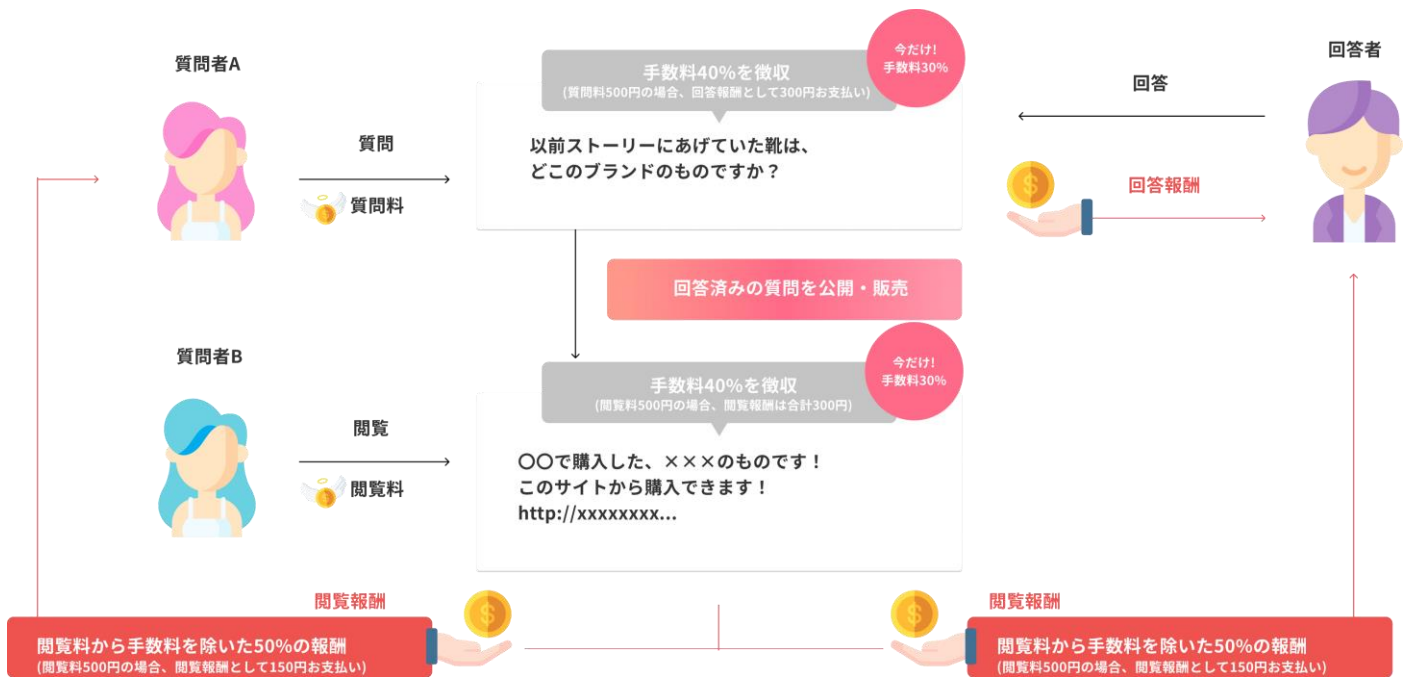 質問者A
手数料40%を徴収
(質問料500円の場合、回答報酬として300円お支払い)
今だけ!
手数料30%
回答者
質問
質問料
以前ストーリーにあげていた靴は、
どこのブランドのものですか？
回答
回答報酬
回答済みの質問を公開・販売
質問者B
手数料40%を徴収
(閲覧料500円の場合、閲覧報酬は合計300円)
今だけ!
手数料30%
閲覧
閲覧料
〇〇で購入した、×××のものです！
このサイトから購入できます！
http://xxxxxxxx...
閲覧報酬
閲覧料から手数料を除いた50%の報酬
(閲覧料500円の場合、閲覧報酬として150円お支払い)
閲覧報酬
閲覧料から手数料を除いた50%の報酬
(閲覧料500円の場合、閲覧報酬として150円お支払い)